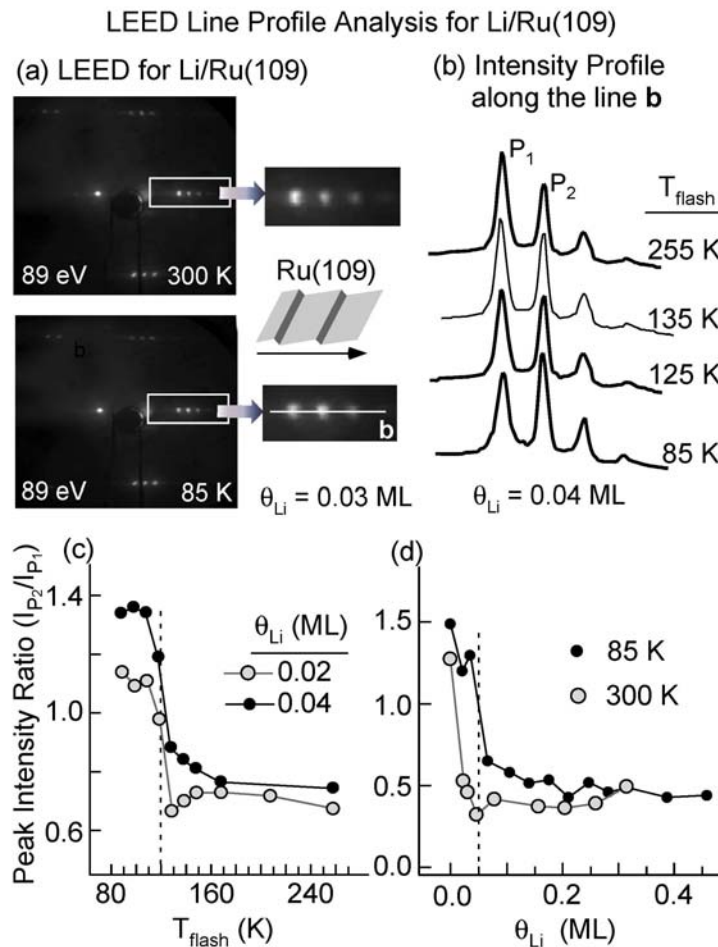 LEED Line Profile Analysis for Li/Ru(109)
(a) LEED for Li/Ru(109)
89 eV
300 K
Ru(109)
b
89 eV
85 K
b
θLi = 0.03 ML
(b) Intensity Profile
along the line b
P1
P2
Tflash
255 K
135 K
125 K
85 K
θLi = 0.04 ML
(c)
Peak Intensity Ratio (IP2/IP1)
1.4
1.0
0.6
θLi (ML)
0.02
0.04
80
160
240
Tflash (K)
(d)
1.5
1.0
0.5
0.0
85 K
300 K
0.0
0.2
0.4
θLi (ML)